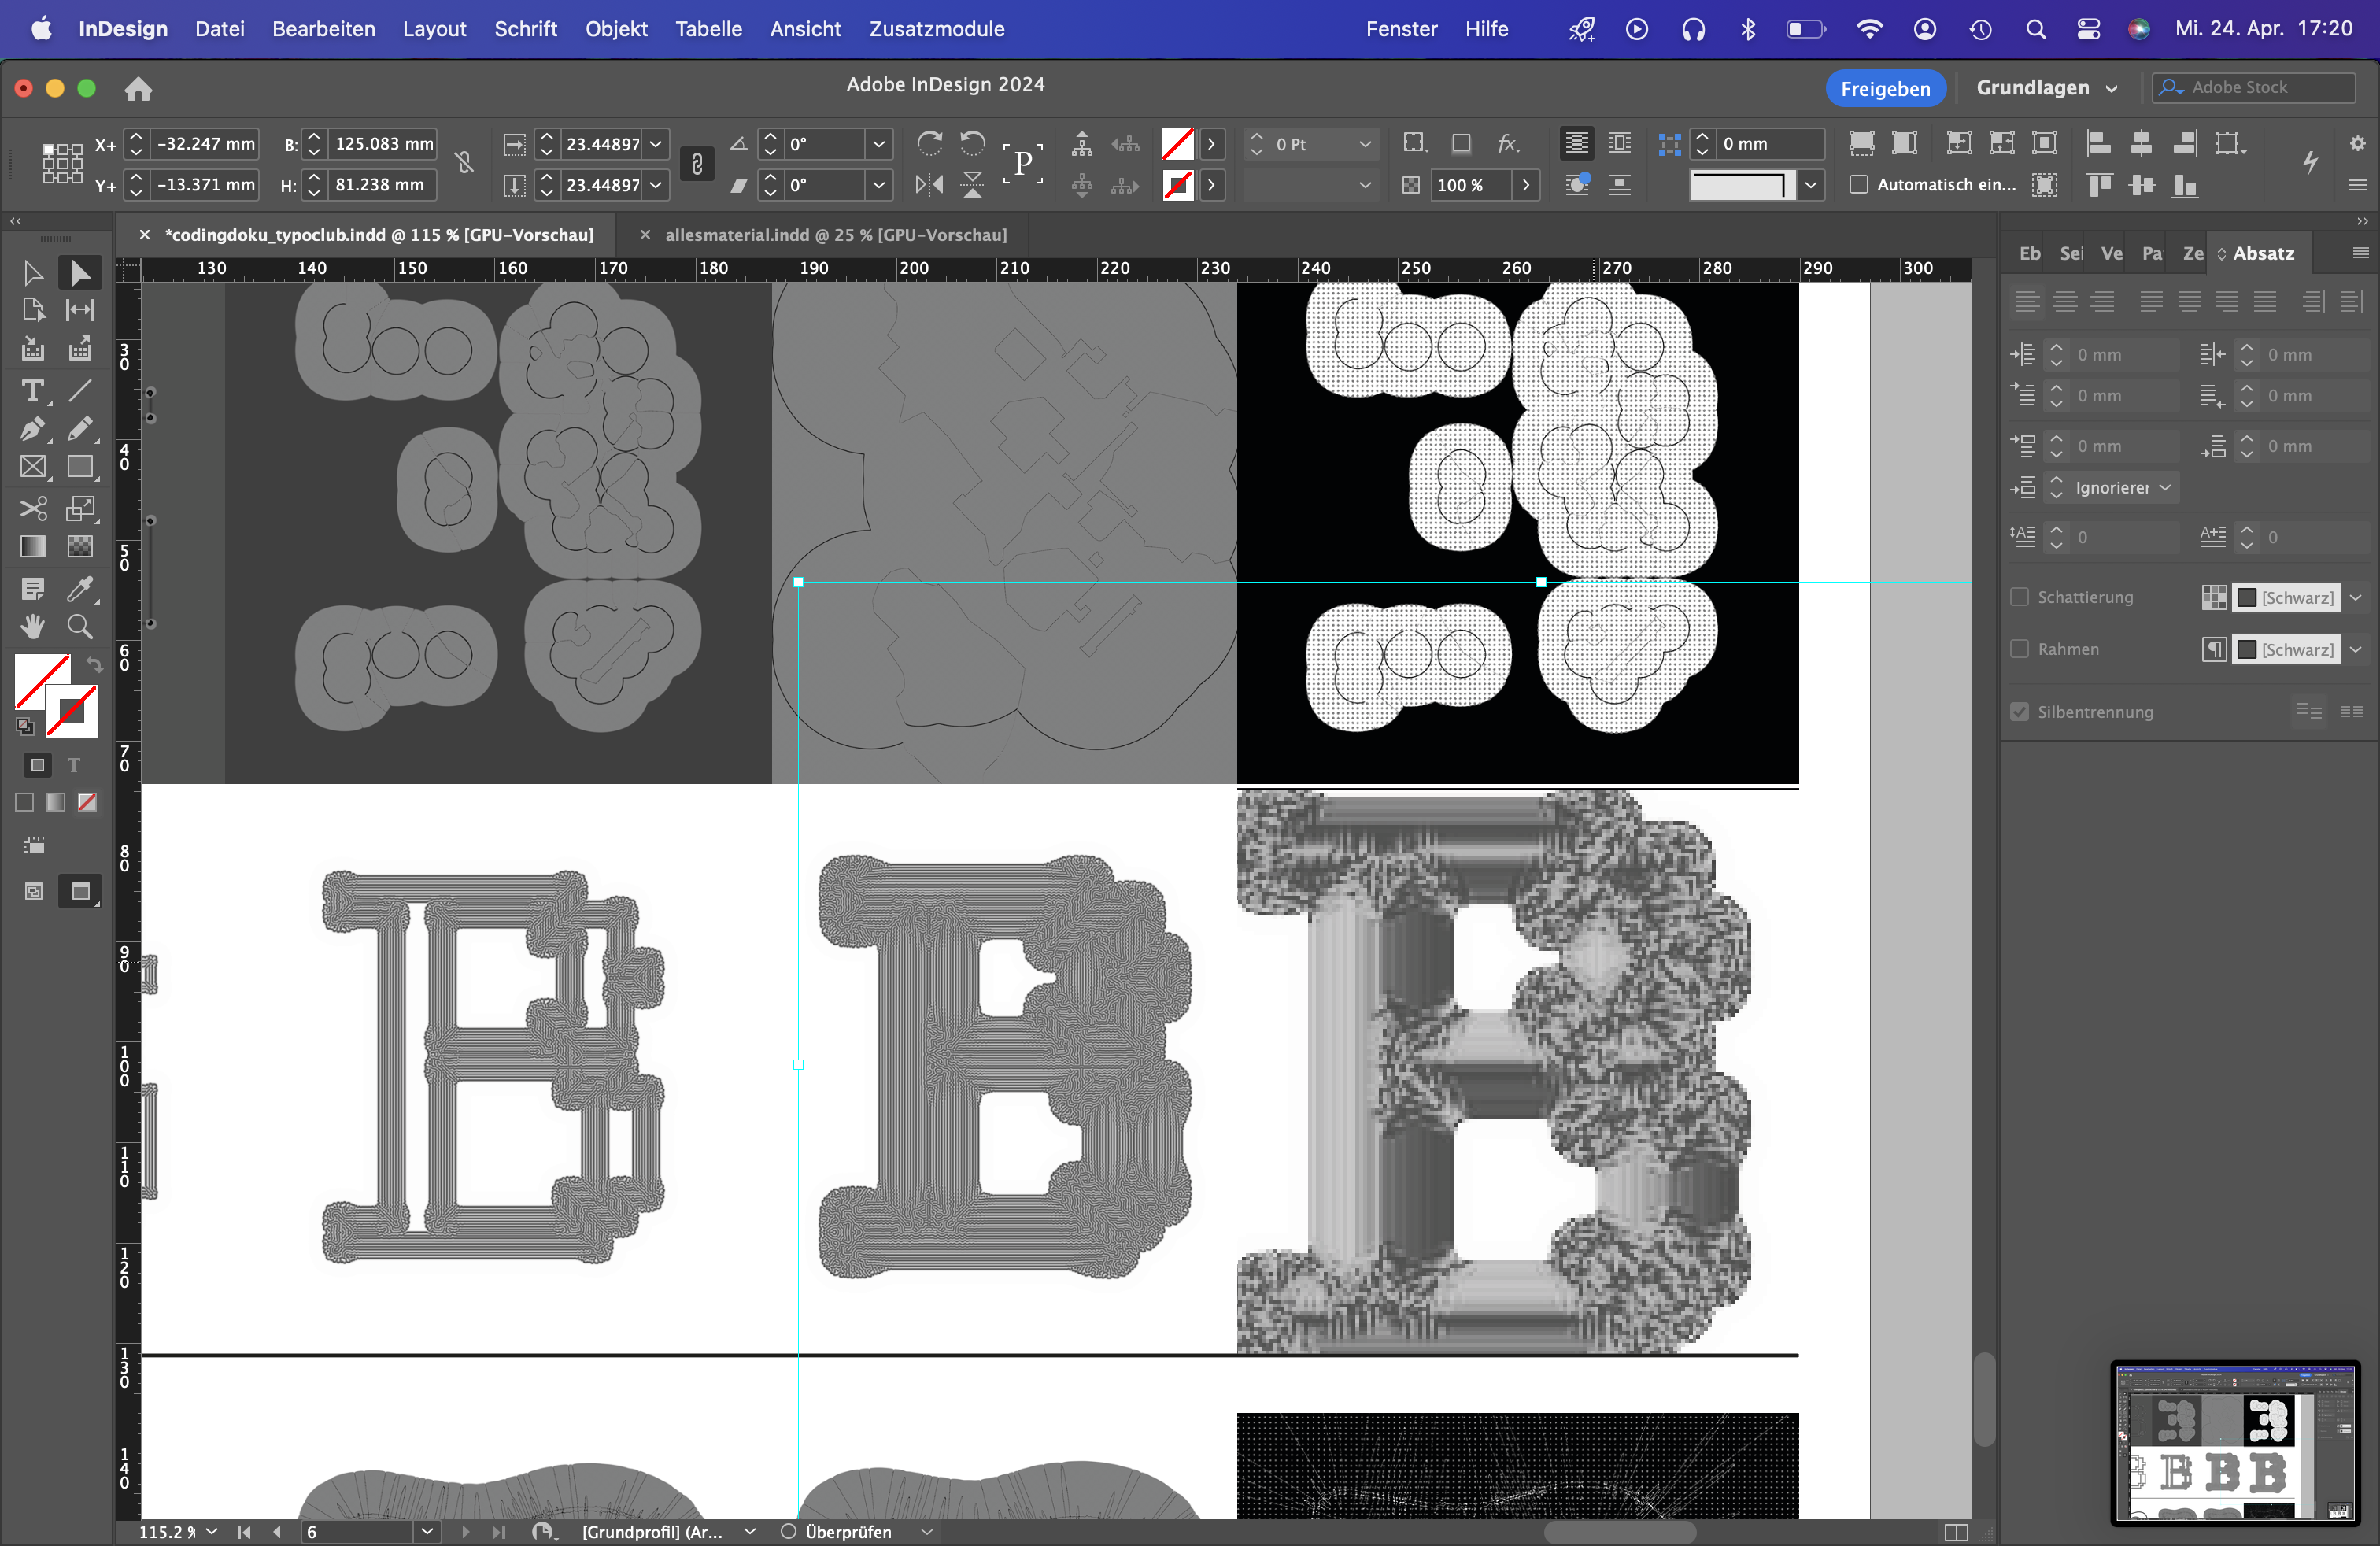 InDesign Datei Bearbeiten Layout Schrift Objekt Tabelle Ansicht Zusatzmodule Fenster Hilfe Mi. 24. Apr. 17:20
Adobe InDesign 2024 Freigeben Grundlagen Adobe Stock
X+ -32.247 mm B: 125.083 mm 23.44897 0° 0 Pt 0 mm
Y+ -13.371 mm H: 81.238 mm 23.44897 0° 100 % Automatisch ein...
P
fx.
*codingdoku_typoclub.indd @ 115 % [GPU-Vorschau] allesmaterial.indd @ 25 % [GPU-Vorschau]
Eb Sei Ve Pa Ze Absatz
130 140 150 160 170 180 190 200 210 220 230 240 250 260 270 280 290 300
30
40
50
60
70
80
90
100
110
120
130
140
T
T
0 mm 0 mm
0 mm 0 mm
0 mm 0 mm
Ignorierer
0 0
Schattierung [Schwarz]
Rahmen [Schwarz]
Silbentrennung
B B B
115.2 % 6 [Grundprofil] (Ar... Überprüfen